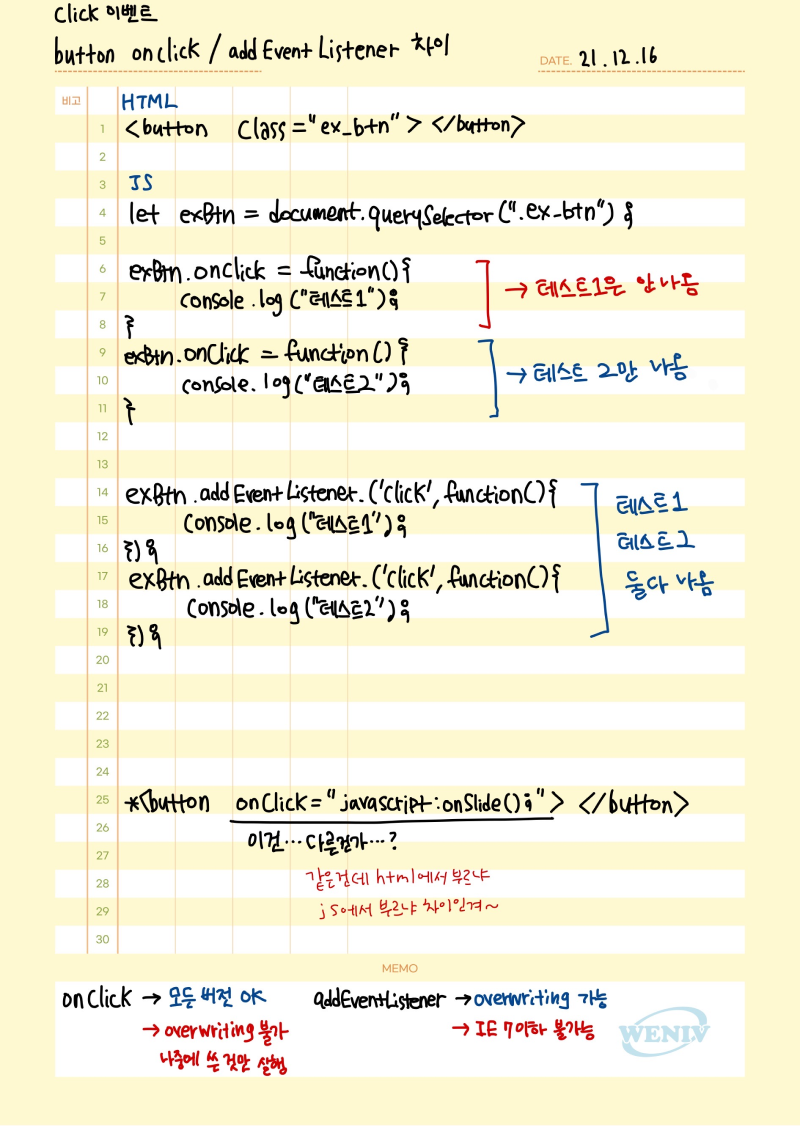 Click 이벤트
button onclick / addEventListener 차이
DATE. 21.12.16
비고
HTML
1 <button class="ex_btn"> </button>
2
3 JS
4 let exBtn = document.querySelector(".ex_btn");
5
6 exBtn.onclick = function(){
7 console.log("테스트1");
→ 테스트1은 안나옴
8 }
9 exBtn.onClick = function(){
10 console.log("테스트2");
→ 테스트 2만 나옴
11 }
12
13
14 exBtn.addEventListener.('click', function(){
15 console.log("테스트1");
16 });
17 exBtn.addEventListener.('click', function(){
18 console.log("테스트2");
19 });
테스트1
테스트2
둘다 나옴
20
21
22
23
24
25 *<button onClick="javascript:onSlide();"> </button>
26 이건...다른건가...?
27
28 같은건데 html에서 부르냐
29 js에서 부르냐 차이인겨~
30
MEMO
onClick → 모든 버전 OK
→ overwriting 불가
나중에 쓴 것만 실행
addEventListener → overwriting 가능
→ IE 7이하 불가능
WENIV